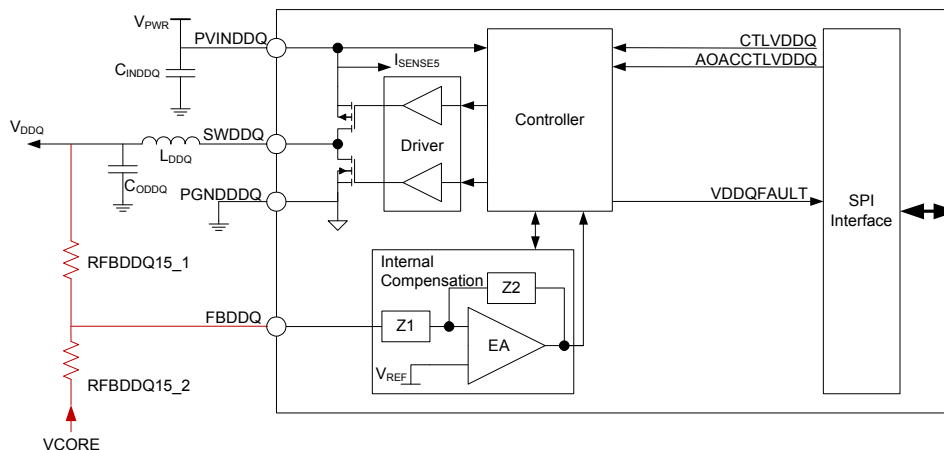 VPWR
PVINDDQ
CINDDQ
ISENSE5
CTLVDDQ
AOACCTLVDDQ
Controller
VDDQ
SWDDQ
LDDQ
Driver
CODDQ
PGNDDDQ
VDDQFAULT
SPI
Interface
Internal
Compensation
RFBDDQ15_1
Z2
FBDDQ
Z1
EA
VREF
RFBDDQ15_2
VCORE